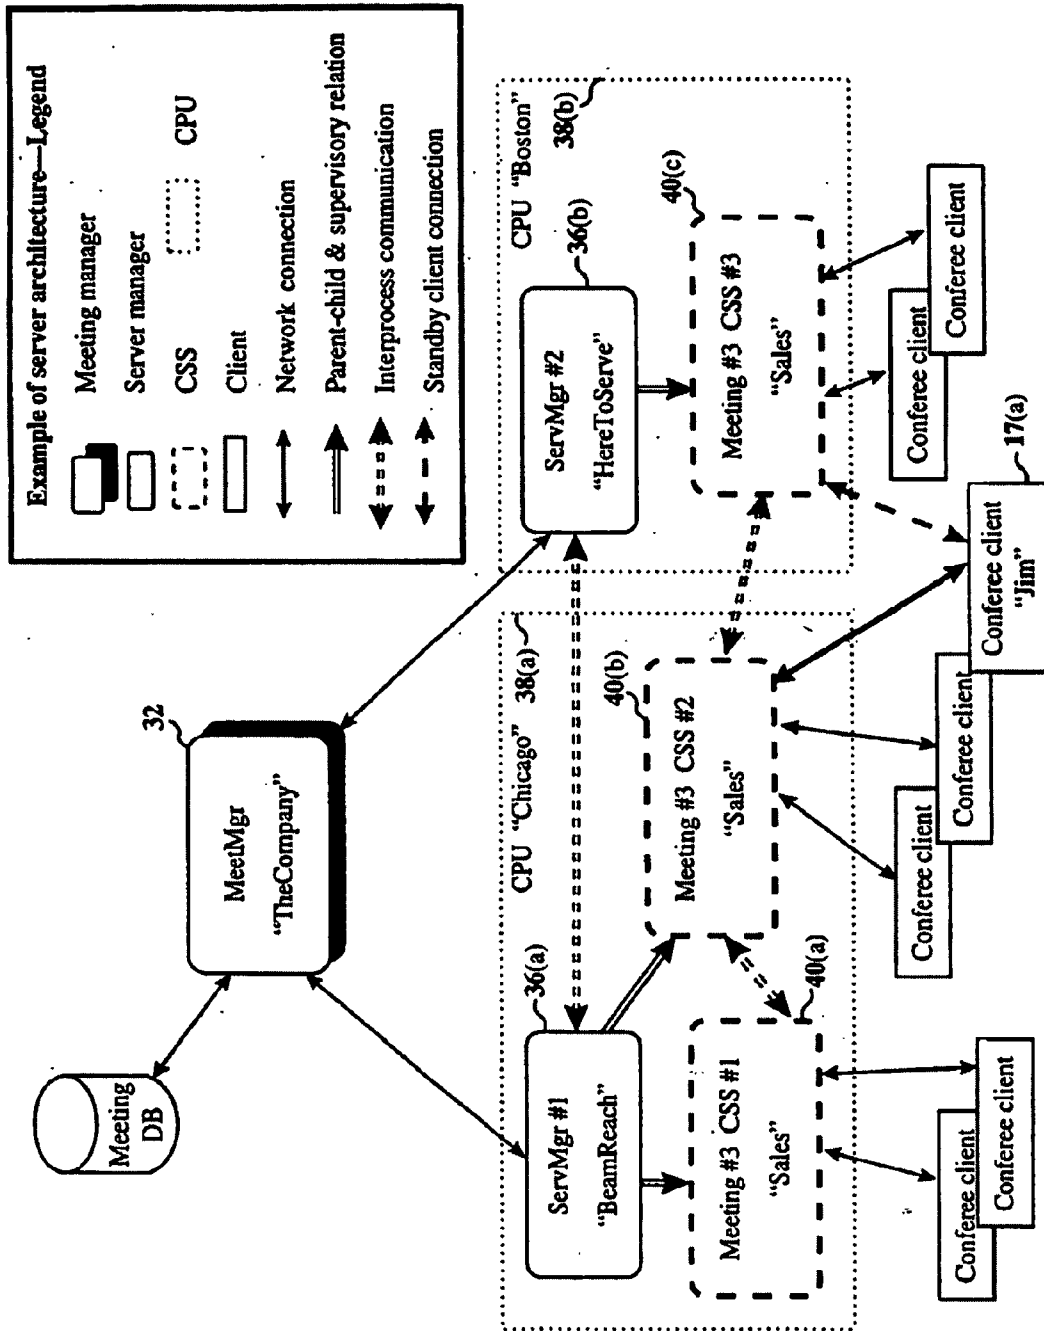 Example of server architecture—Legend
Meeting manager
Server manager
CSS
CPU
Client
Network connection
Parent-child & supervisory relation
Interprocess communication
Standby client connection
Meeting
DB
32
MeetMgr
"TheCompany"
CPU "Chicago"
38(a)
36(a)
ServMgr #1
"BeamReach"
40(b)
Meeting #3 CSS #2
"Sales"
Meeting #3 CSS #1
"Sales"
40(a)
CPU "Boston"
38(b)
36(b)
ServMgr #2
"HereToServe"
40(c)
Meeting #3 CSS #3
"Sales"
Conferee client
Conferee client
Conferee client
Conferee client
Conferee client
"Jim"
17(a)
Conferee client
Conferee client